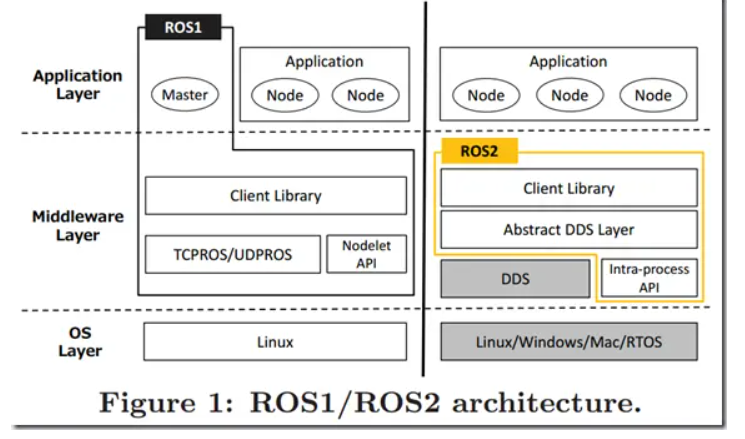 ROS1
Application
Layer
Master
Application
Node
Node
Application
Node
Node
Node
Middleware
Layer
Client Library
TCPROS/UDPROS
Nodelet
API
ROS2
Client Library
Abstract DDS Layer
DDS
Intra-process
API
OS
Layer
Linux
Linux/Windows/Mac/RTOS
Figure 1: ROS1/ROS2 architecture.